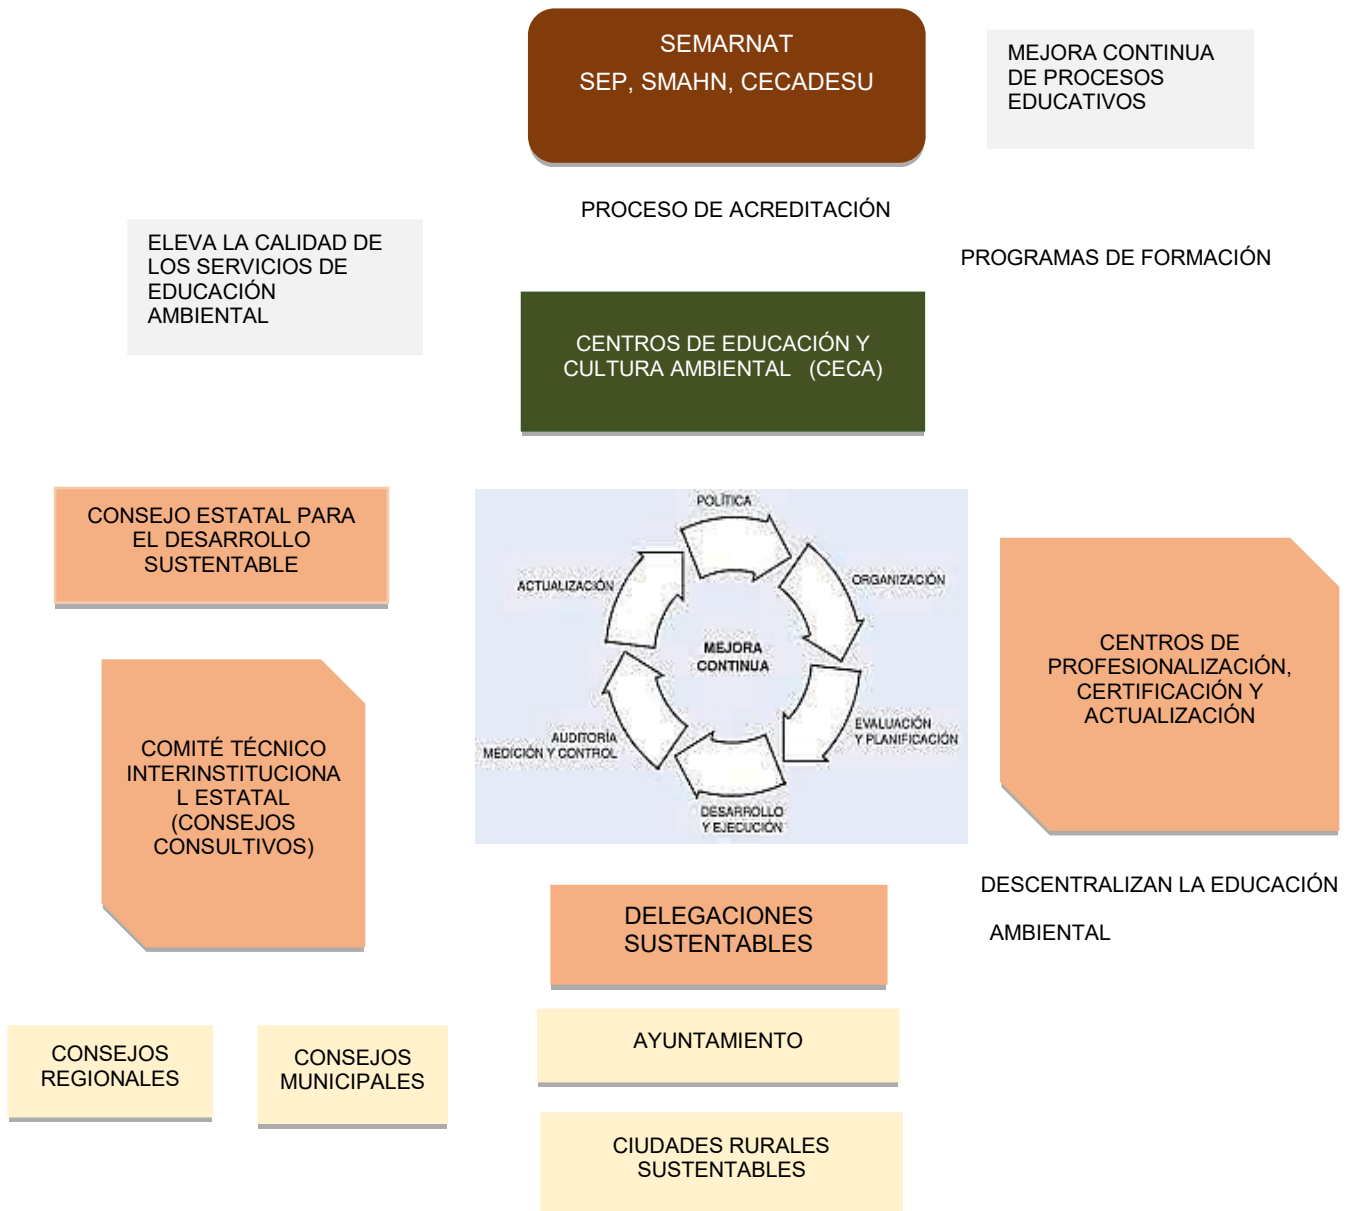 SEMARNAT
SEP, SMAHN, CECADESU
MEJORA CONTINUA
DE PROCESOS
EDUCATIVOS
PROCESO DE ACREDITACIÓN
ELEVA LA CALIDAD DE
LOS SERVICIOS DE
EDUCACIÓN
AMBIENTAL
PROGRAMAS DE FORMACIÓN
CENTROS DE EDUCACIÓN Y
CULTURA AMBIENTAL (CECA)
CONSEJO ESTATAL PARA
EL DESARROLLO
SUSTENTABLE
POLÍTICA
ORGANIZACIÓN
EVALUACIÓN
Y PLANIFICACIÓN
DESARROLLO
Y EJECUCIÓN
AUDITORÍA
MEDICIÓN Y CONTROL
ACTUALIZACIÓN
MEJORA
CONTINUA
CENTROS DE
PROFESIONALIZACIÓN,
CERTIFICACIÓN Y
ACTUALIZACIÓN
COMITÉ TÉCNICO
INTERINSTITUCIONA
L ESTATAL
(CONSEJOS
CONSULTIVOS)
DESCENTRALIZAN LA EDUCACIÓN
AMBIENTAL
DELEGACIONES
SUSTENTABLES
CONSEJOS
REGIONALES
CONSEJOS
MUNICIPALES
AYUNTAMIENTO
CIUDADES RURALES
SUSTENTABLES